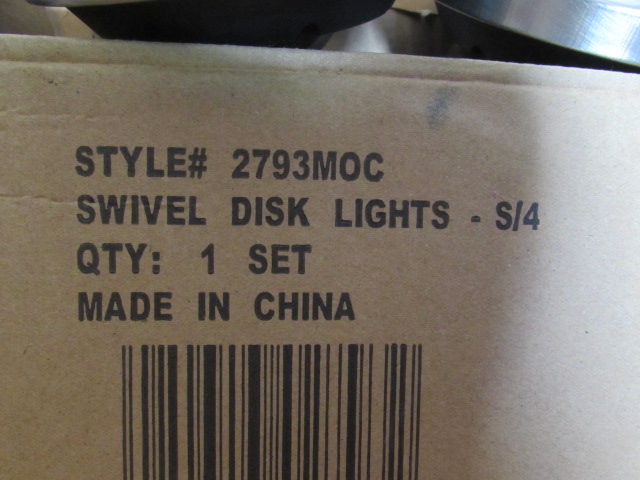 STYLE# 2793MOC
SWIVEL DISK LIGHTS - S/4
QTY: 1 SET
MADE IN CHINA